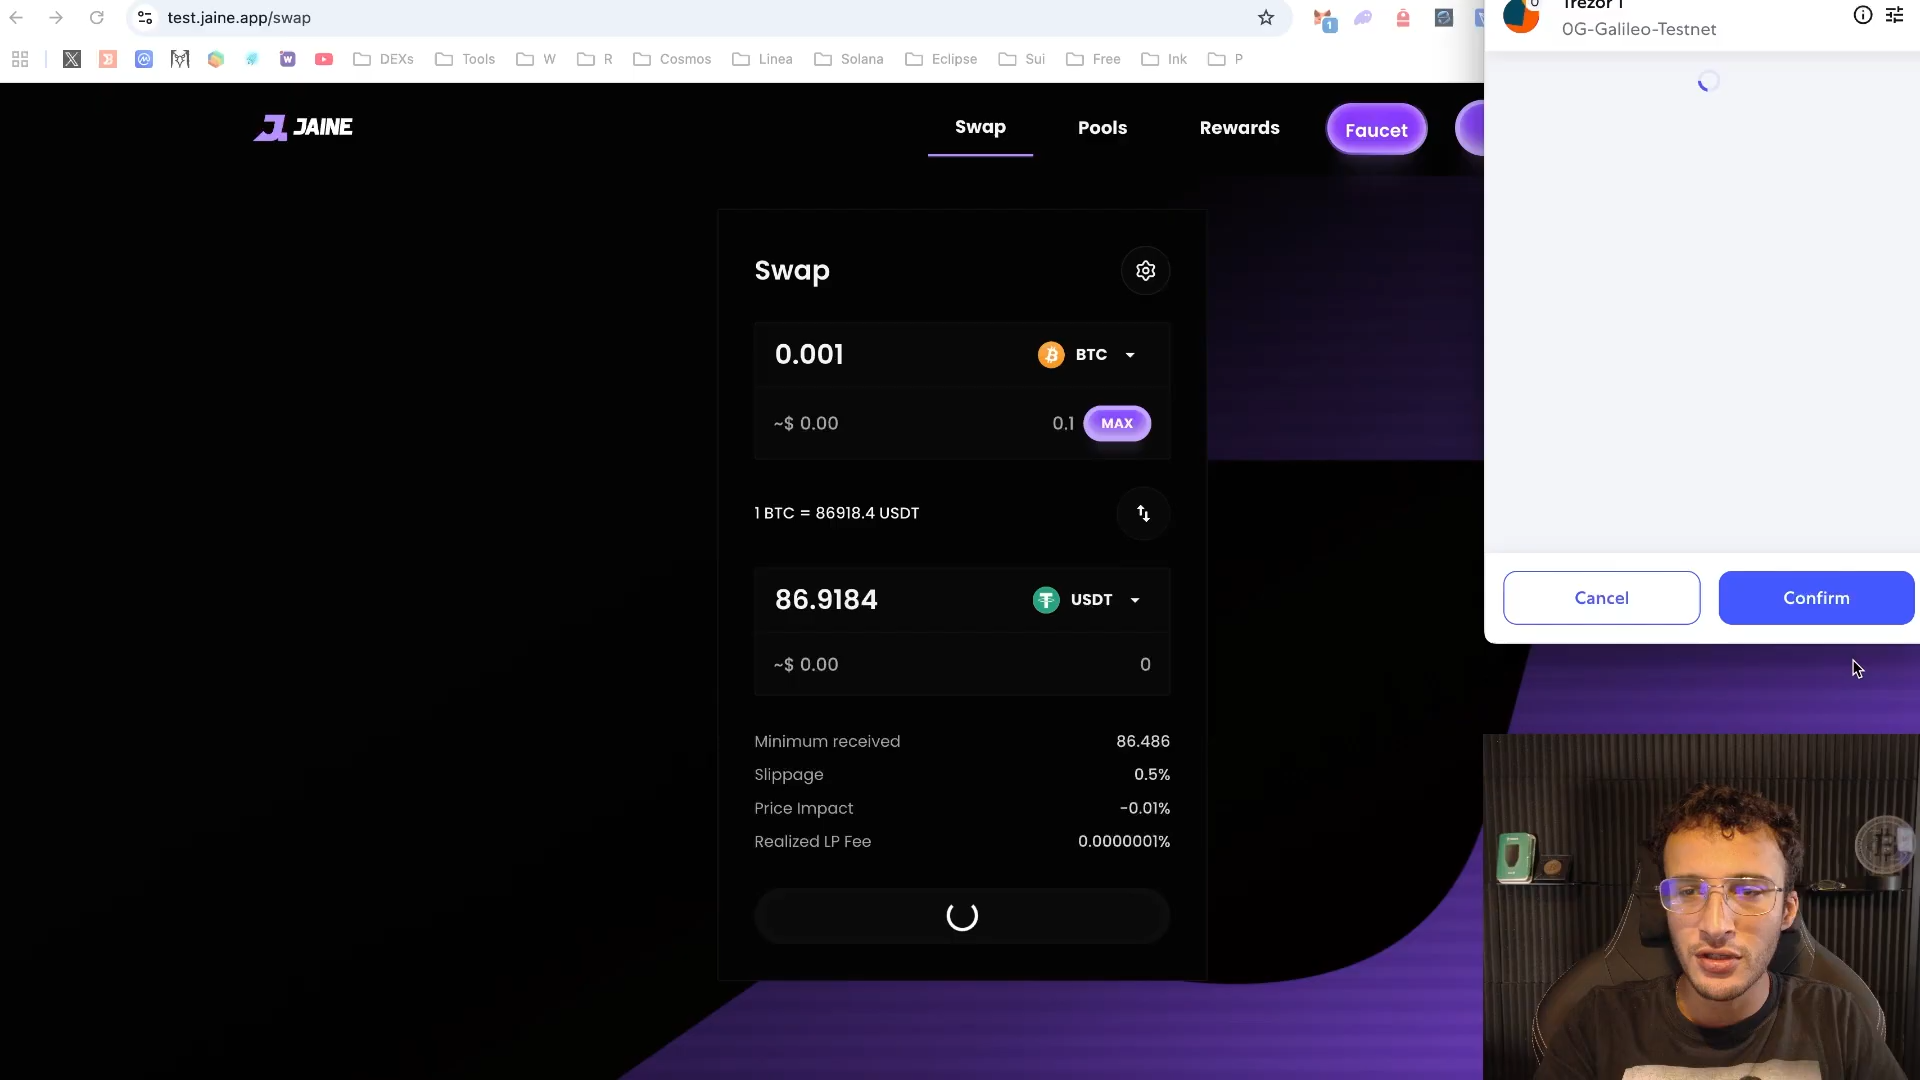 test.jaine.app/swap
1
DEXs
Tools
W
R
Cosmos
Linea
Solana
Eclipse
Sui
Free
Ink
P
JAINE
Swap
Pools
Rewards
Faucet
Swap
0.001
BTC
~$ 0.00
0.1
MAX
1 BTC = 86918.4 USDT
86.9184
USDT
~$ 0.00
0
Minimum received
86.486
Slippage
0.5%
Price Impact
-0.01%
Realized LP Fee
0.0000001%
Trezor 1
0G-Galileo-Testnet
Cancel
Confirm